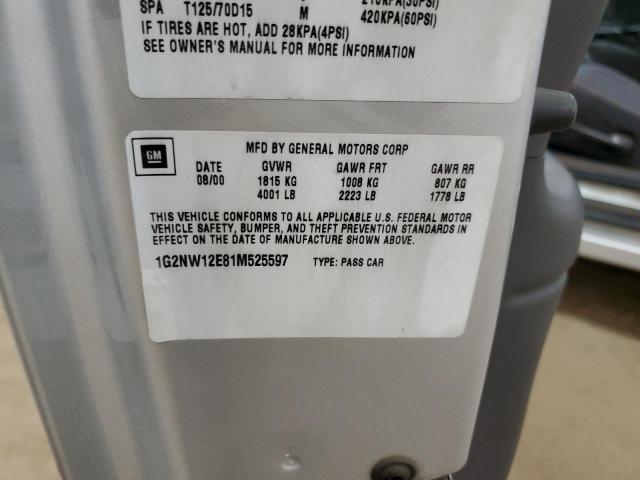 210KPA(30PSI)
SPA T125/70D15 M 420KPA(60PSI)
IF TIRES ARE HOT, ADD 28KPA(4PSI)
SEE OWNER'S MANUAL FOR MORE INFORMATION
GM
MFD BY GENERAL MOTORS CORP
DATE GVWR GAWR FRT GAWR RR
08/00 1815 KG 1008 KG 807 KG
4001 LB 2223 LB 1778 LB
THIS VEHICLE CONFORMS TO ALL APPLICABLE U.S. FEDERAL MOTOR
VEHICLE SAFETY, BUMPER, AND THEFT PREVENTION STANDARDS IN
EFFECT ON THE DATE OF MANUFACTURE SHOWN ABOVE.
1G2NW12E81M525597 TYPE: PASS CAR